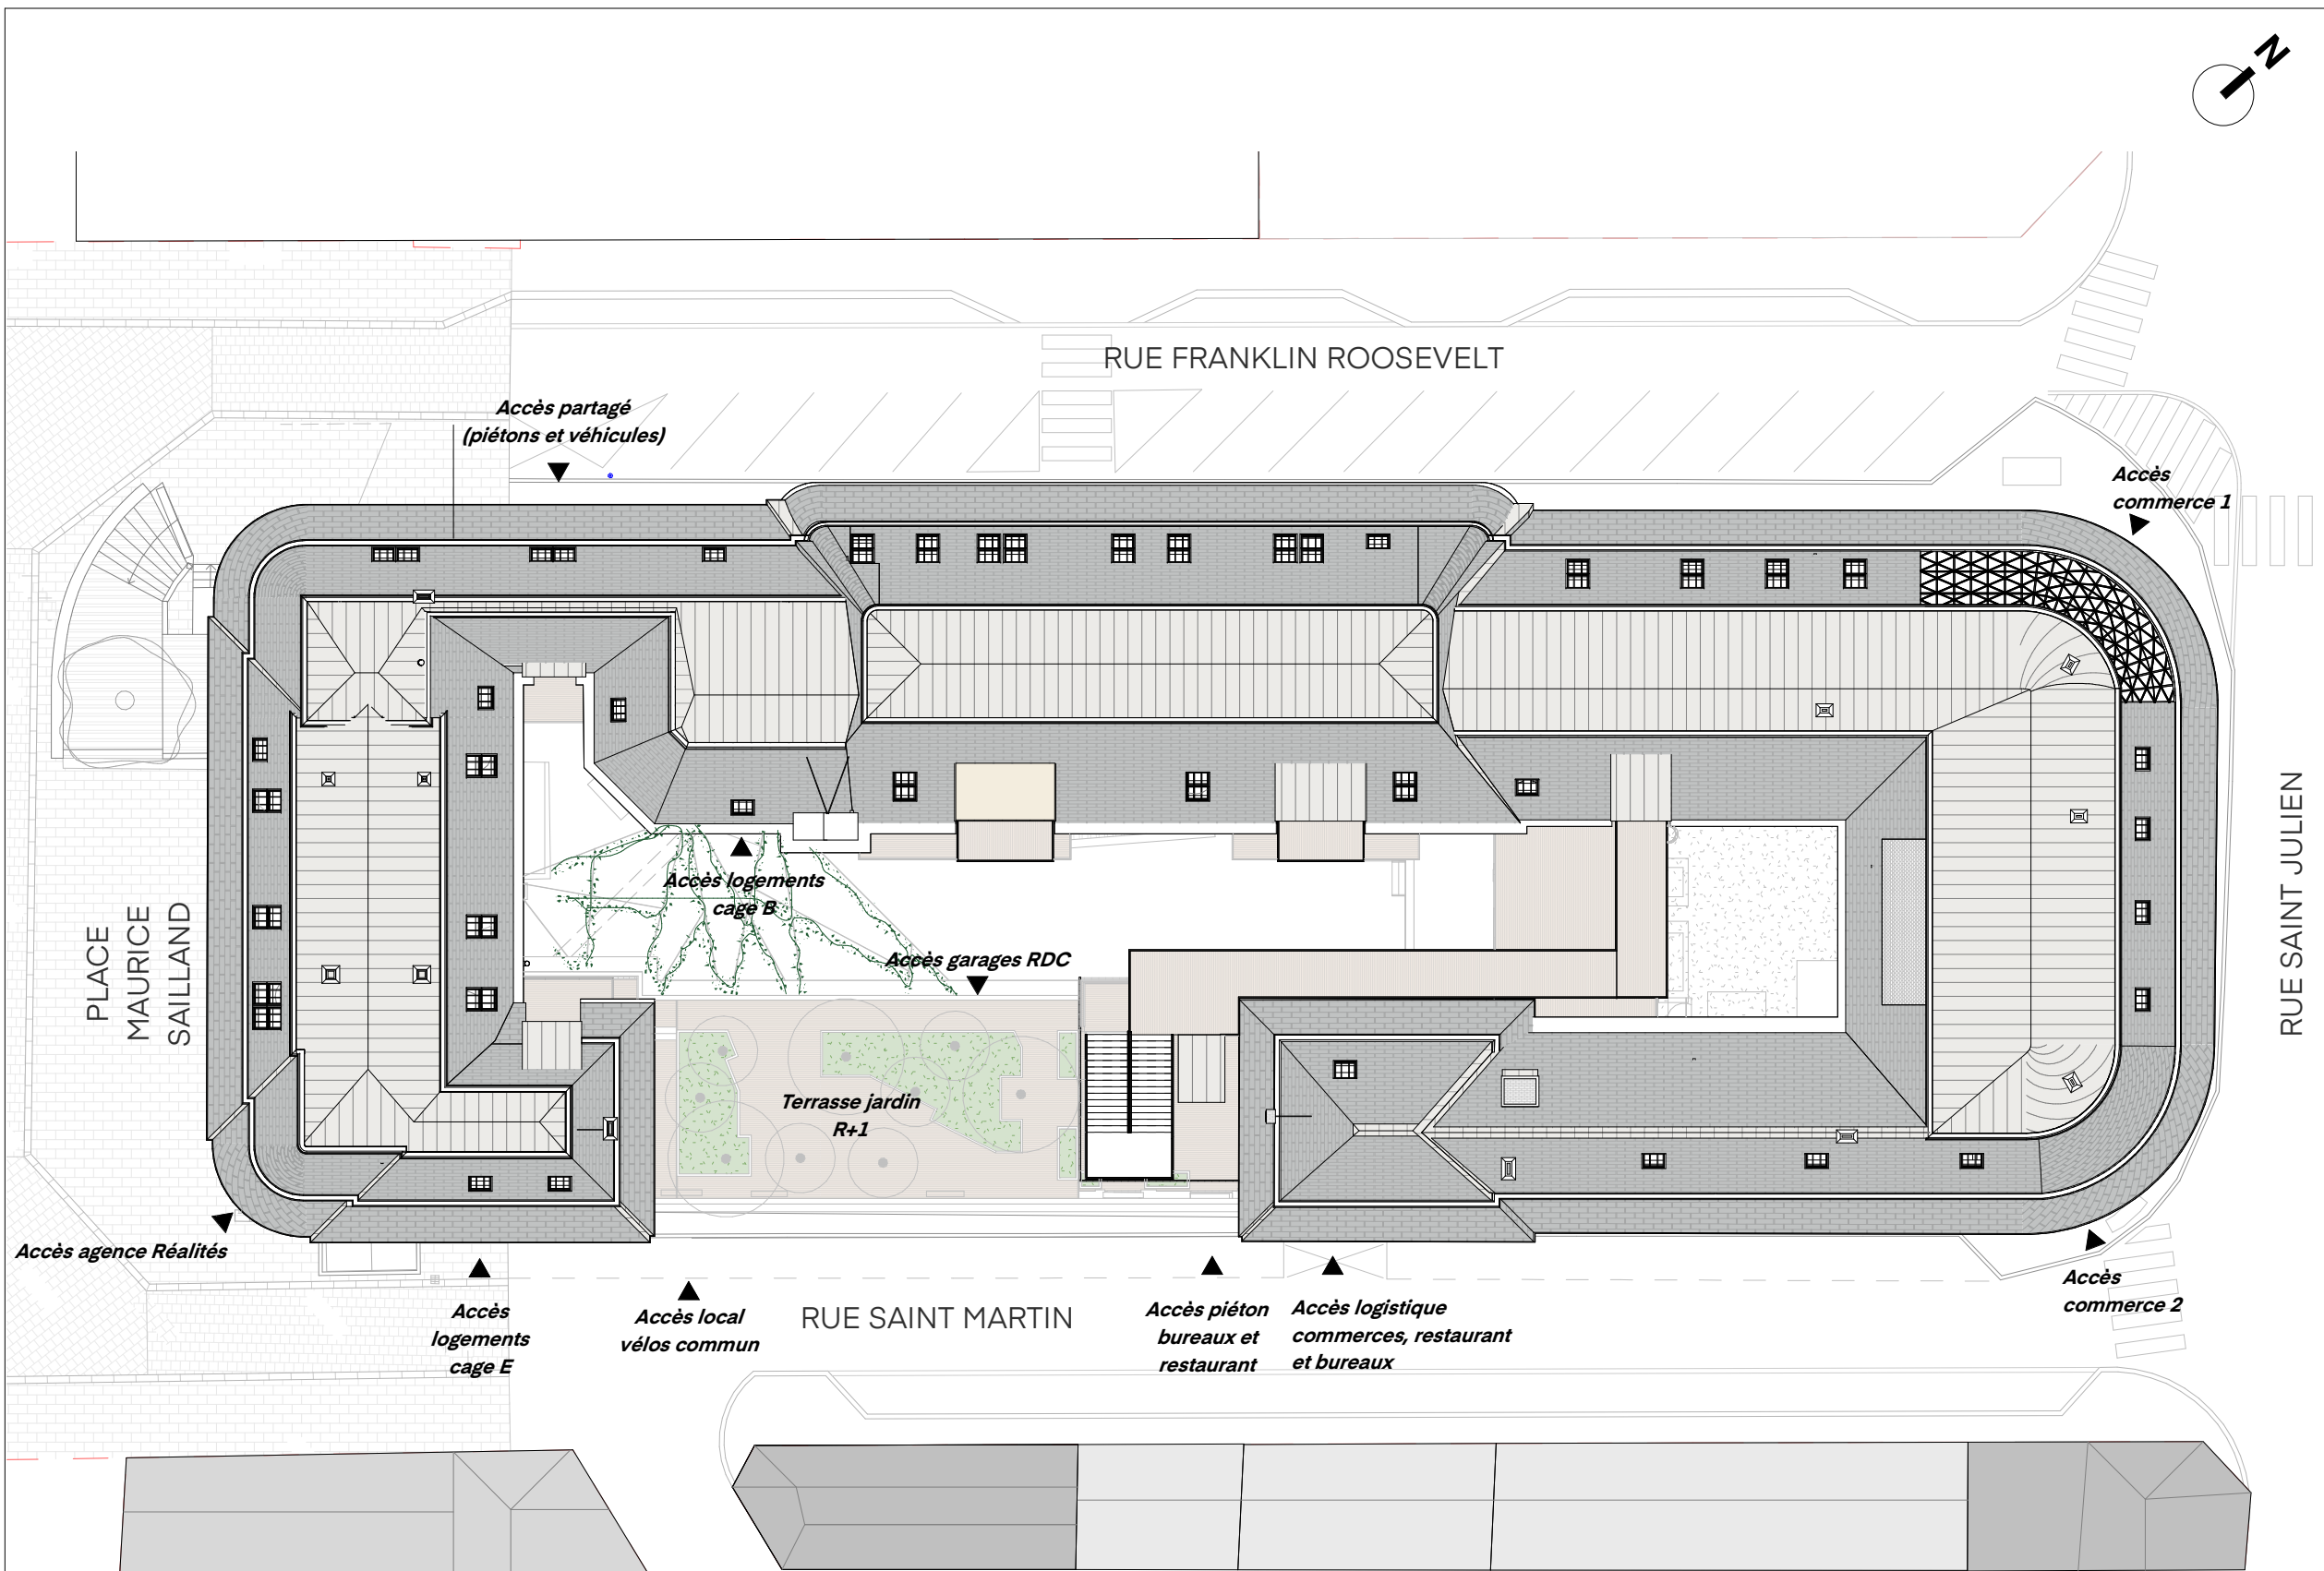 N
RUE FRANKLIN ROOSEVELT
Accès partagé
(piétons et véhicules)
Accès
commerce 1
PLACE
MAURICE
SAILLAND
RUE SAINT JULIEN
Accès logements
cage B
Accès garages RDC
Terrasse jardin
R+1
Accès agence Réalités
Accès
logements
cage E
Accès local
vélos commun
RUE SAINT MARTIN
Accès piéton
bureaux et
restaurant
Accès logistique
commerces, restaurant
et bureaux
Accès
commerce 2